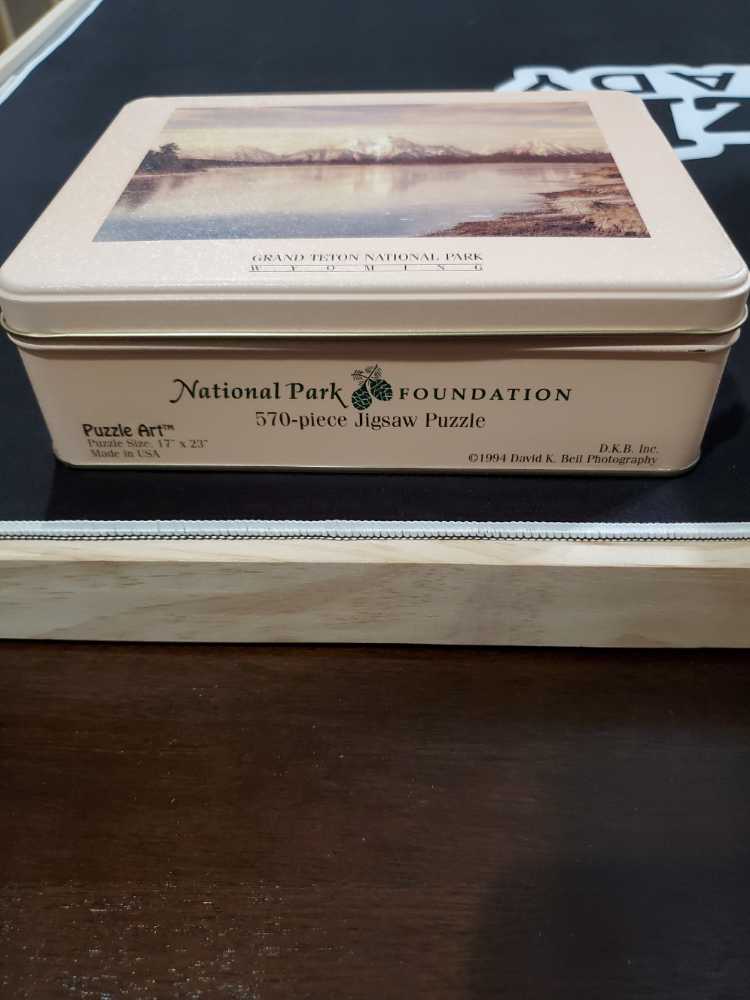 ADY
N
GRAND TETON NATIONAL PARK
WYOMING
National Park FOUNDATION
570-piece Jigsaw Puzzle
Puzzle Art™
Puzzle Size: 17" x 23"
Made in USA
D.K.B. Inc.
©1994 David K. Bell Photography